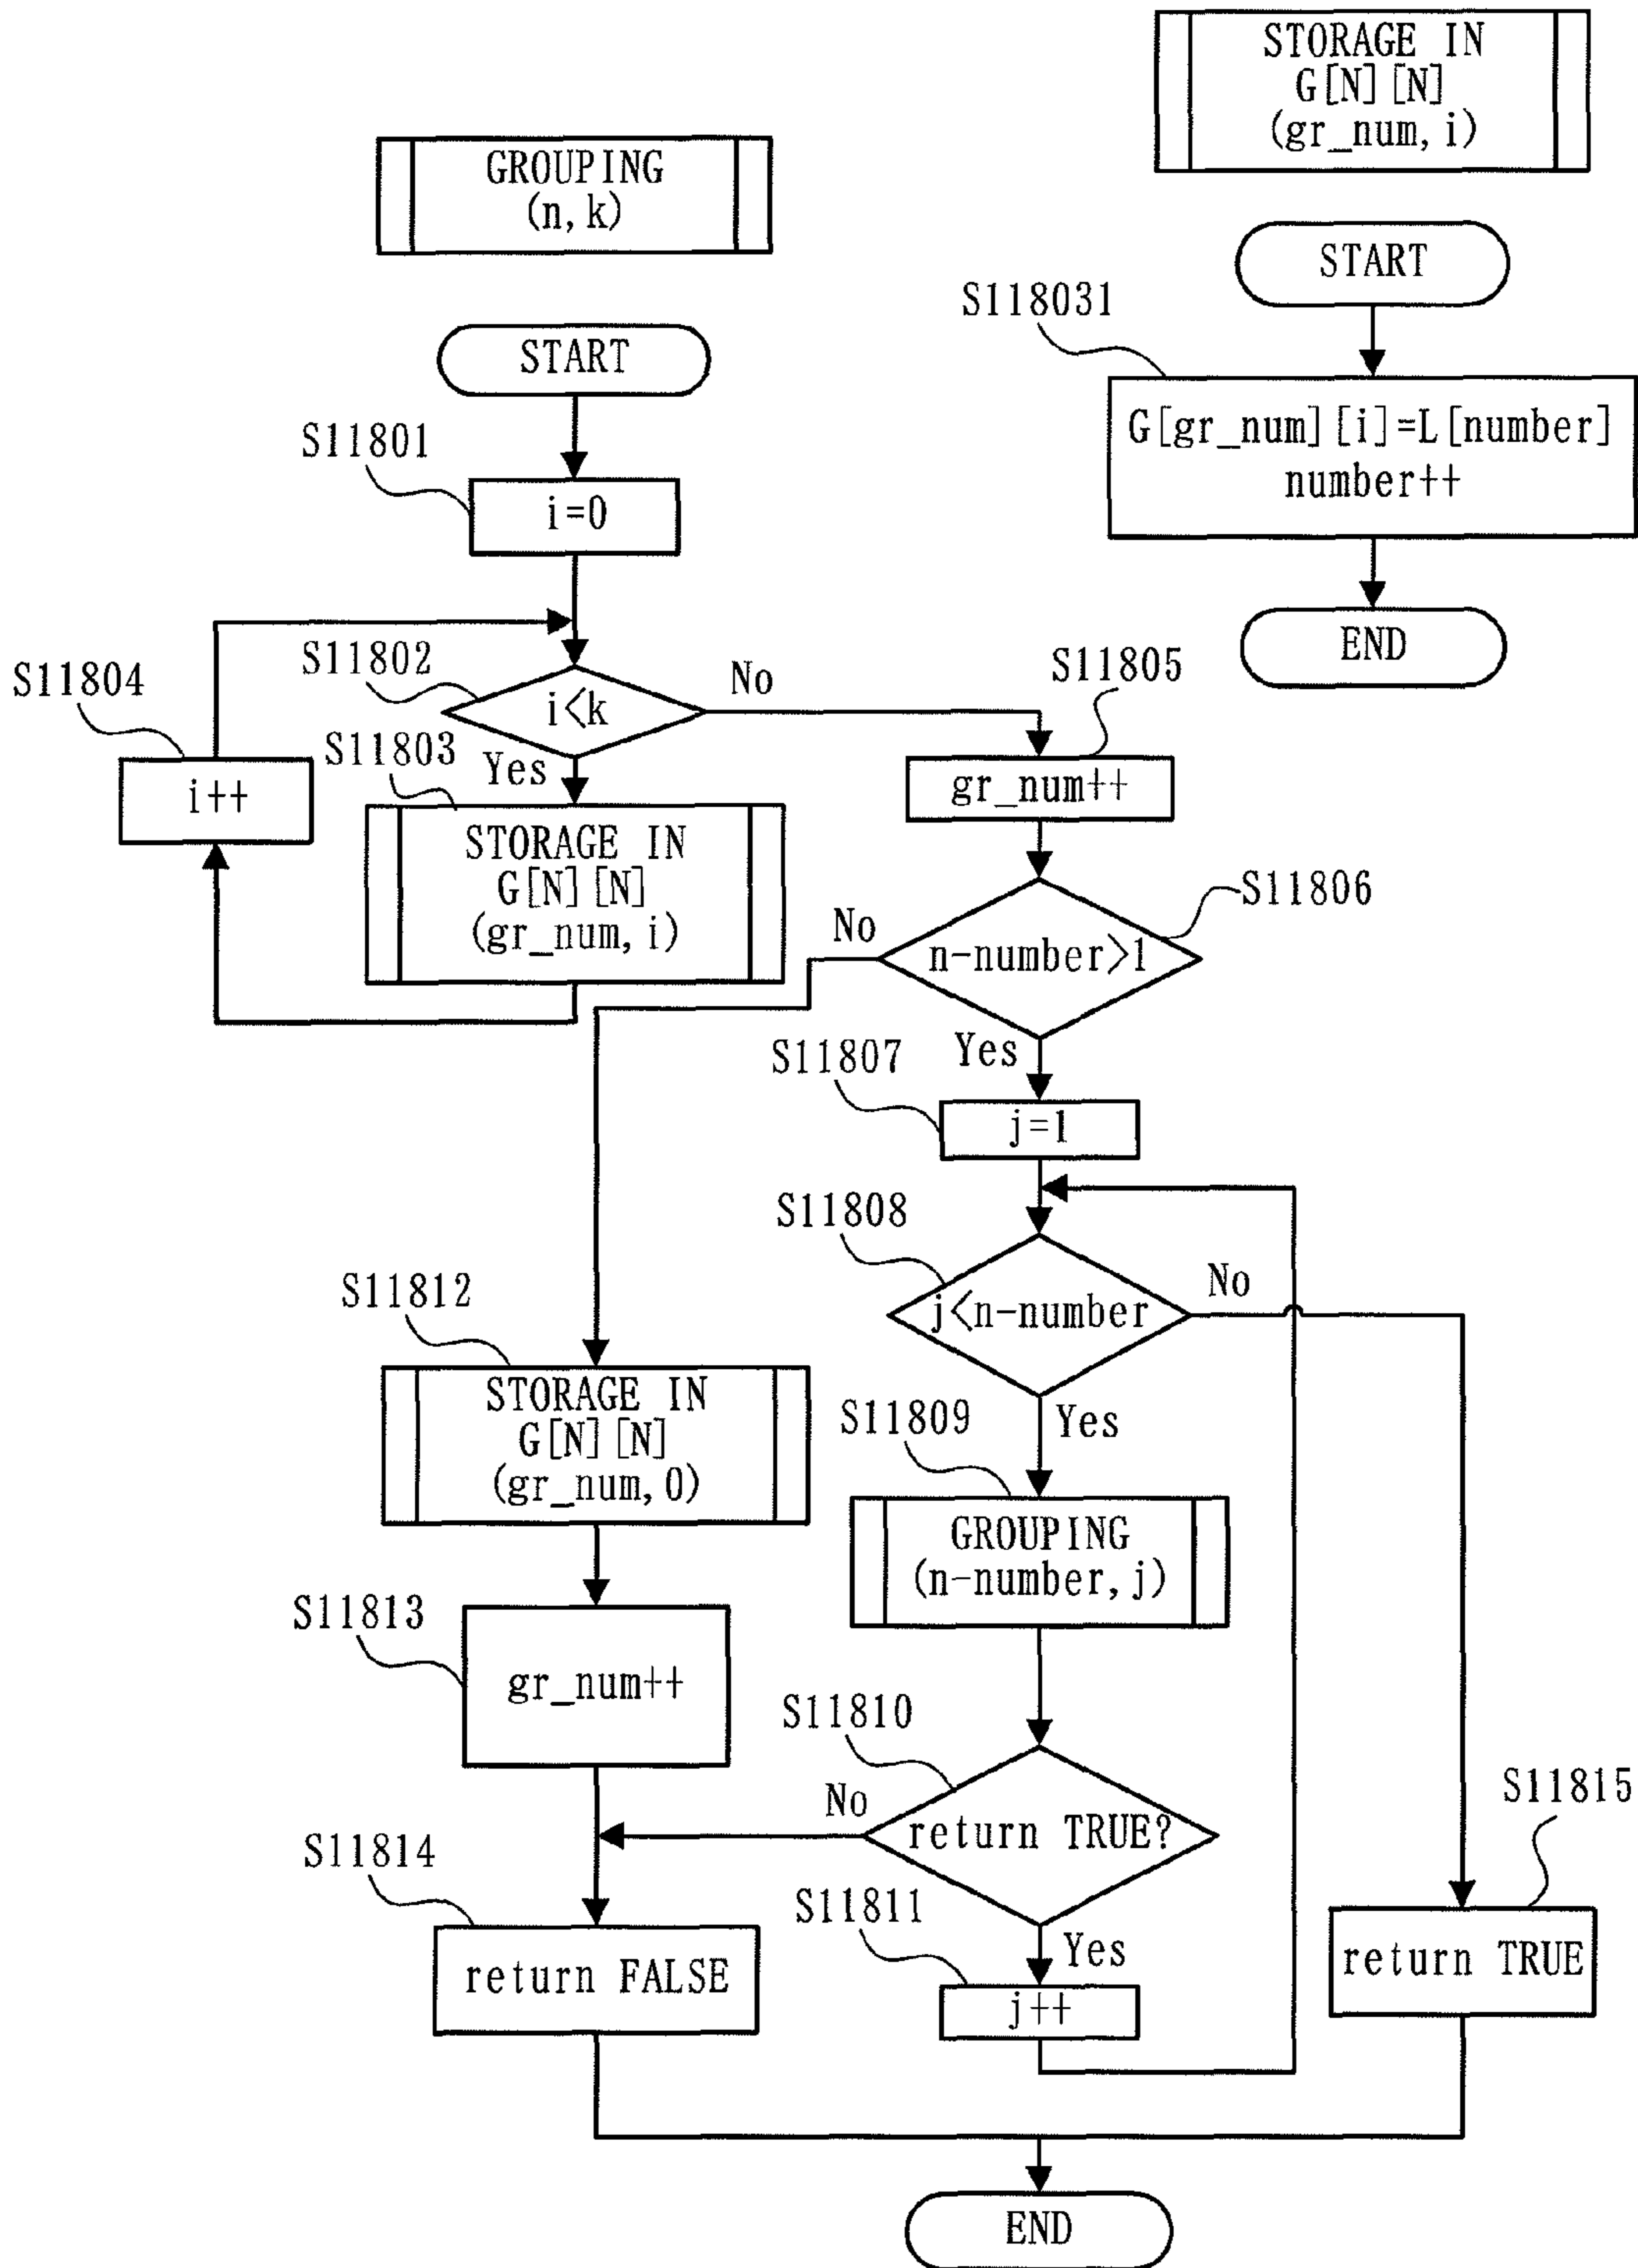 STORAGE IN
G[N][N]
(gr_num, i)
GROUPING
(n, k)
START
S118031
G[gr_num][i]=L[number]
number++
END
START
S11801
i=0
S11802
i<k
No
Yes
S11804
i++
S11803
STORAGE IN
G[N][N]
(gr_num, i)
S11805
gr_num++
S11806
n-number>1
No
Yes
S11807
j=1
S11808
j<n-number
No
Yes
S11812
STORAGE IN
G[N][N]
(gr_num, 0)
S11809
GROUPING
(n-number, j)
S11813
gr_num++
S11810
return TRUE?
No
Yes
S11814
return FALSE
S11811
j++
S11815
return TRUE
END